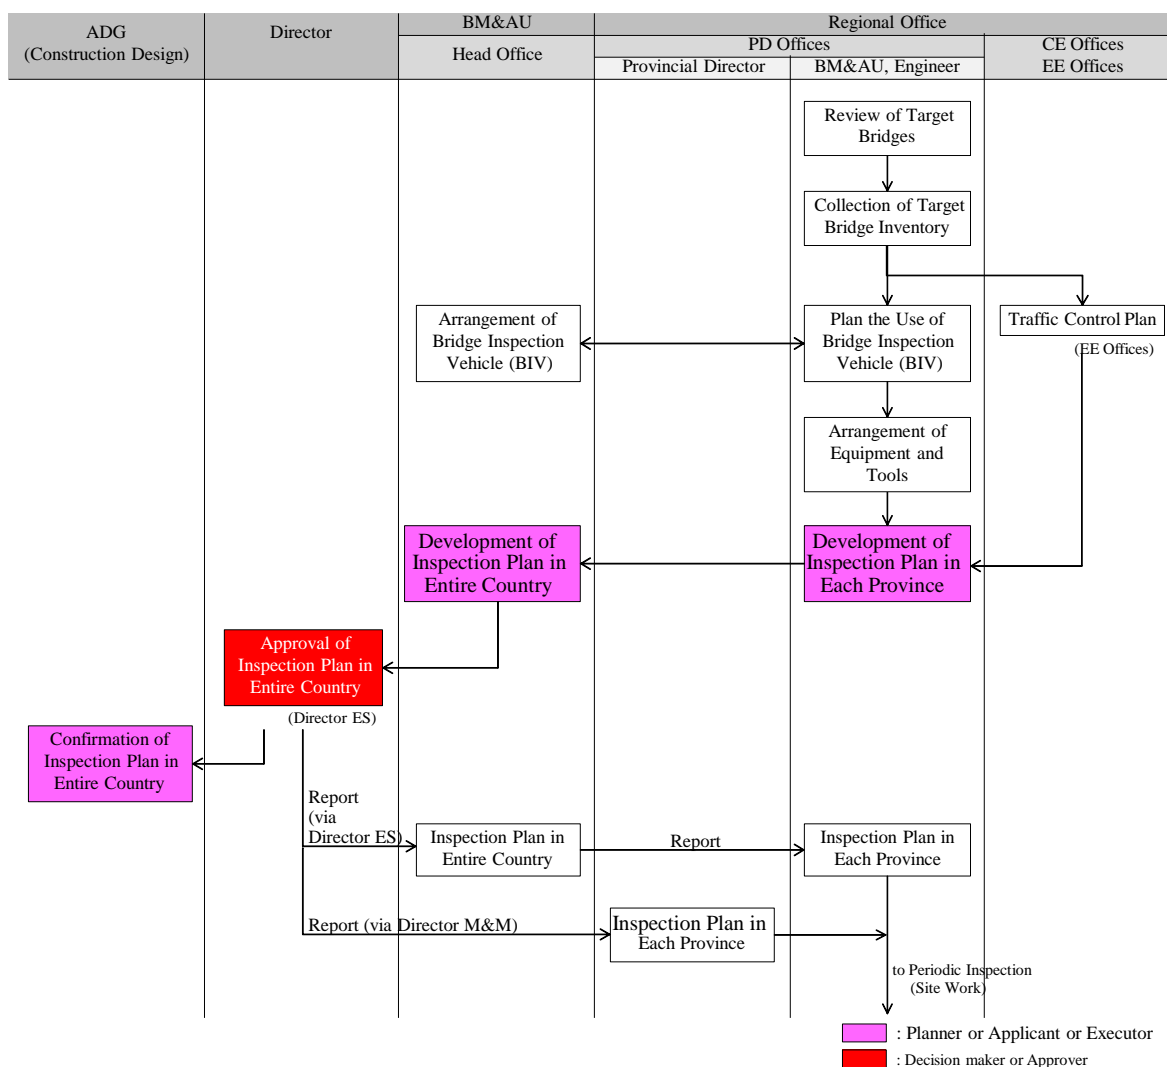 ADG
(Construction Design)
Director
BM&AU
Head Office
Regional Office
PD Offices
Provincial Director
BM&AU, Engineer
CE Offices
EE Offices
Review of Target
Bridges
Collection of Target
Bridge Inventory
Arrangement of
Bridge Inspection
Vehicle (BIV)
Plan the Use of
Bridge Inspection
Vehicle (BIV)
Traffic Control Plan
(EE Offices)
Arrangement of
Equipment and
Tools
Development of
Inspection Plan in
Entire Country
Development of
Inspection Plan in
Each Province
Approval of
Inspection Plan in
Entire Country
(Director ES)
Confirmation of
Inspection Plan in
Entire Country
Report
(via
Director ES)
Inspection Plan in
Entire Country
Report
Inspection Plan in
Each Province
Report (via Director M&M)
Inspection Plan in
Each Province
to Periodic Inspection
(Site Work)
: Planner or Applicant or Executor
: Decision maker or Approver